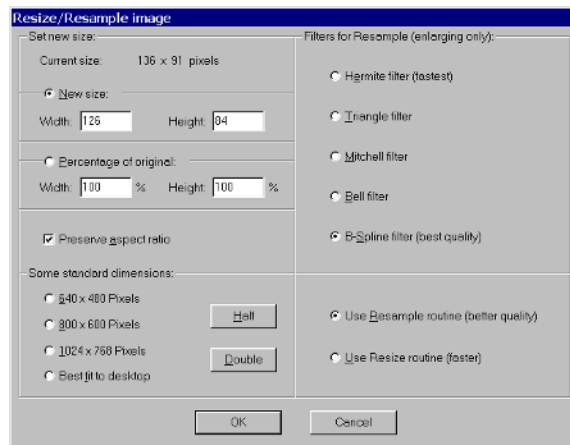 Resize/Resample image
Set new size:
Current size: 136 x 91 pixels
New size:
Width: 126 Height: 84
Percentage of original:
Width: 100 % Height: 100 %
Preserve aspect ratio
Some standard dimensions:
640 x 480 Pixels
800 x 600 Pixels
1024 x 768 Pixels
Best fit to desktop
Half
Double
Filters for Resample (enlarging only):
Hermite filter (fastest)
Triangle filter
Mitchell filter
Bell filter
B-Spline filter (best quality)
Use Resample routine (better quality)
Use Resize routine (faster)
OK
Cancel